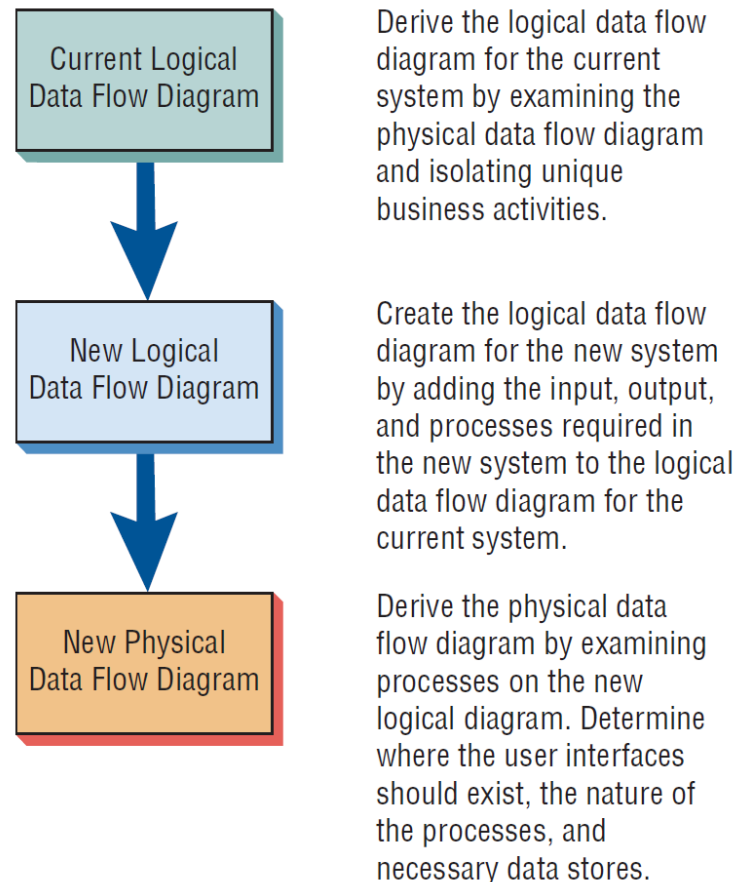 Current Logical
Data Flow Diagram
Derive the logical data flow
diagram for the current
system by examining the
physical data flow diagram
and isolating unique
business activities.
New Logical
Data Flow Diagram
Create the logical data flow
diagram for the new system
by adding the input, output,
and processes required in
the new system to the logical
data flow diagram for the
current system.
New Physical
Data Flow Diagram
Derive the physical data
flow diagram by examining
processes on the new
logical diagram. Determine
where the user interfaces
should exist, the nature of
the processes, and
necessary data stores.